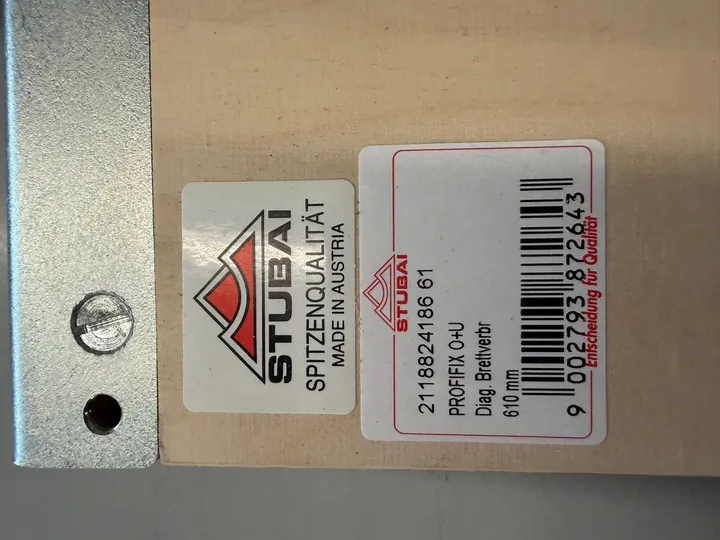 STUBAI
SPITZENQUALITÄT
MADE IN AUSTRIA
STUBAI
2118824186 61
PROFIFIX O+U
Diag. Brettverbr
610 mm
9 002793 872643
Entscheidung für Qualität